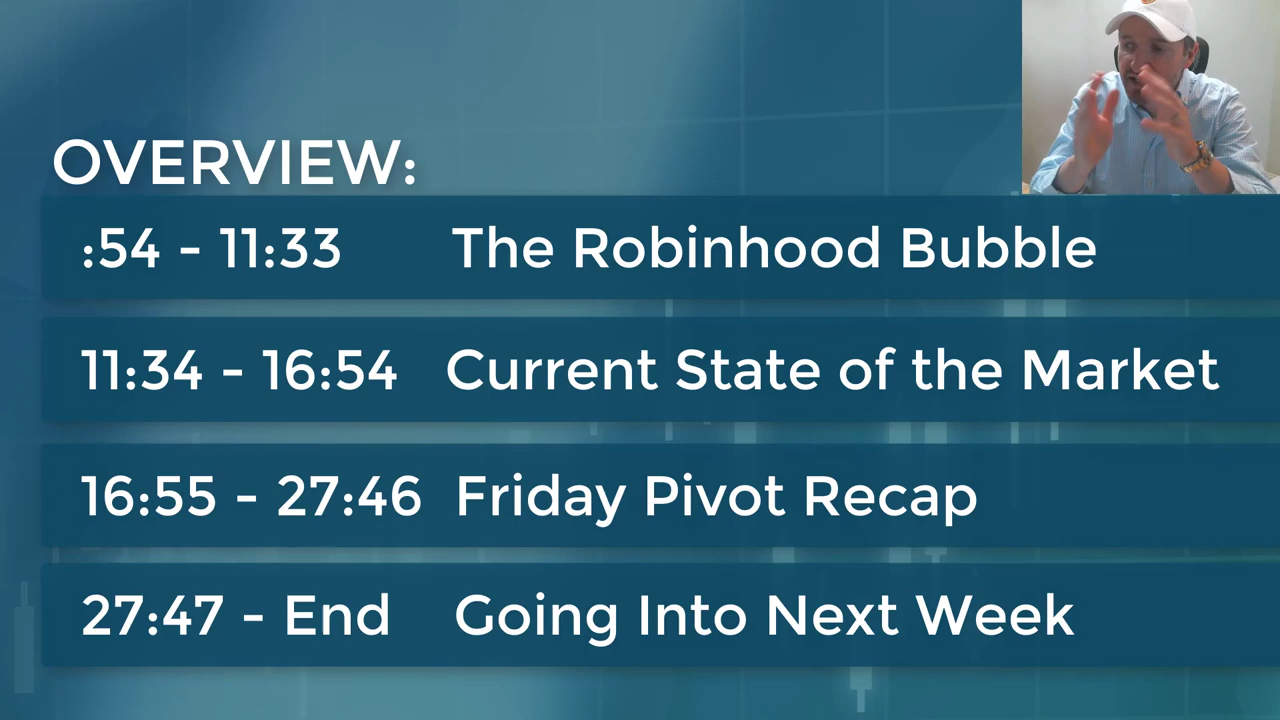 OVERVIEW:
:54 - 11:33 The Robinhood Bubble
11:34 - 16:54 Current State of the Market
16:55 - 27:46 Friday Pivot Recap
27:47 - End Going Into Next Week